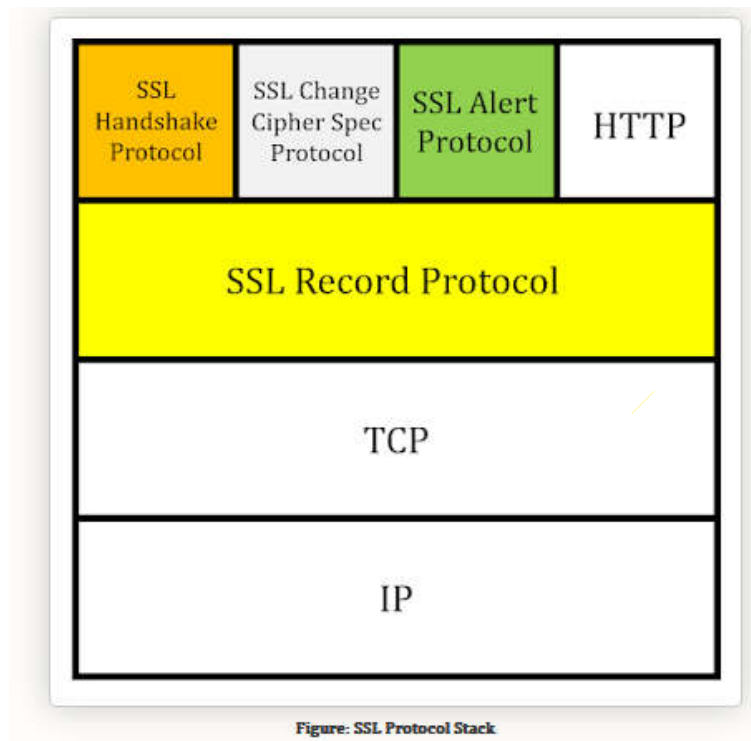 SSL
Handshake
Protocol
SSL Change
Cipher Spec
Protocol
SSL Alert
Protocol
HTTP
SSL Record Protocol
TCP
IP
Figure: SSL Protocol Stack